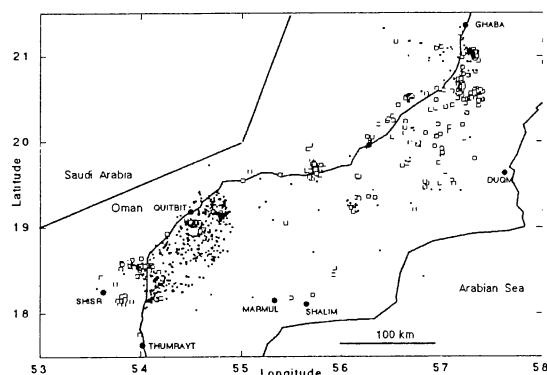 GHABA
21
20
Latitude
Saudi Arabia
DUQM
Oman
QUITBIT
19
SHISR
MARMUL
SHALIM
Arabian Sea
18
THUMRAYT
100 km
53
54
55
56
57
58
Longitude